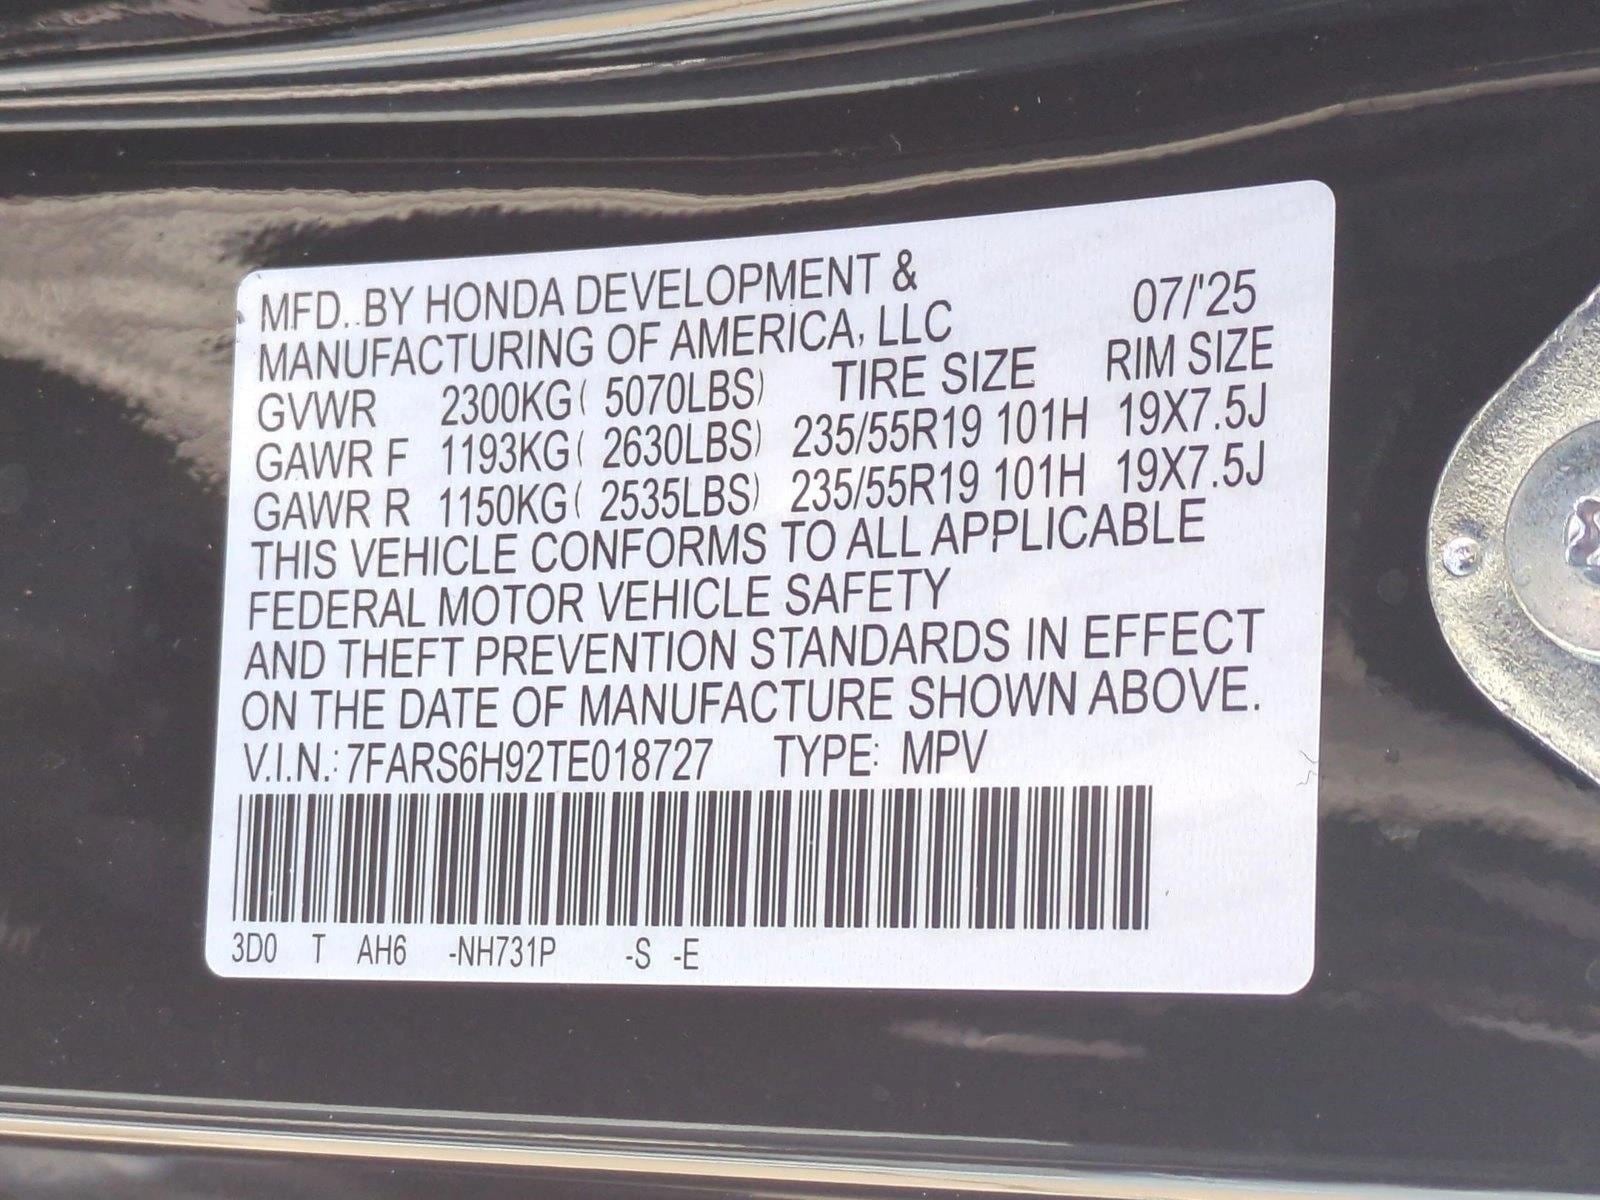 MFD. BY HONDA DEVELOPMENT &
MANUFACTURING OF AMERICA, LLC 07/'25
GVWR 2300KG( 5070LBS) TIRE SIZE RIM SIZE
GAWR F 1193KG( 2630LBS) 235/55R19 101H 19X7.5J
GAWR R 1150KG( 2535LBS) 235/55R19 101H 19X7.5J
THIS VEHICLE CONFORMS TO ALL APPLICABLE
FEDERAL MOTOR VEHICLE SAFETY
AND THEFT PREVENTION STANDARDS IN EFFECT
ON THE DATE OF MANUFACTURE SHOWN ABOVE.
V.I.N.: 7FARS6H92TE018727 TYPE: MPV
3D0 T AH6 -NH731P -S -E